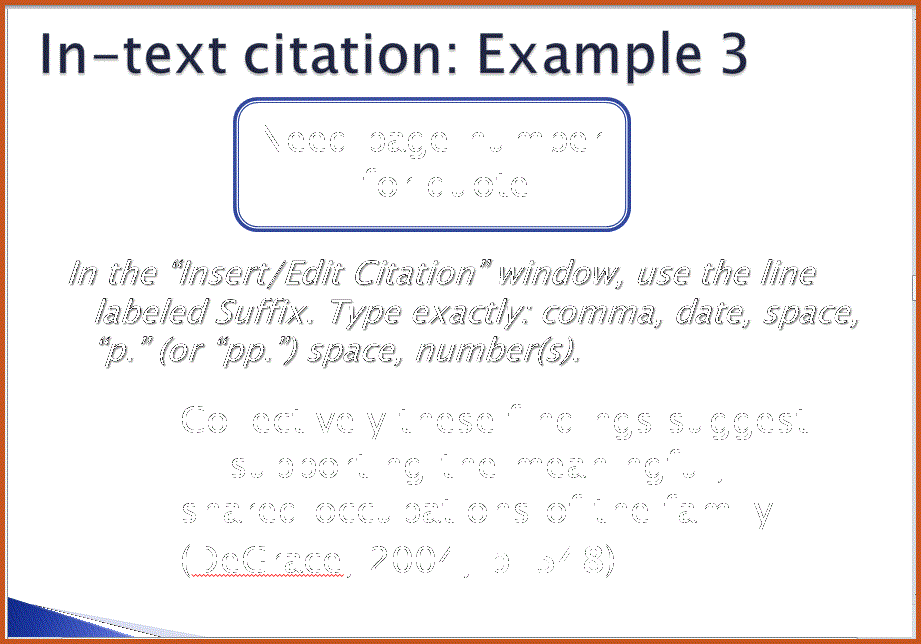 In-text citation: Example 3
Need page number
for quote
In the “Insert/Edit Citation” window, use the line
labeled Suffix. Type exactly: comma, date, space,
“p.” (or “pp.”) space, number(s).
Collectively these findings suggest
supporting the meaningful,
shared occupations of the family
(DeGrace, 2004, p 548)